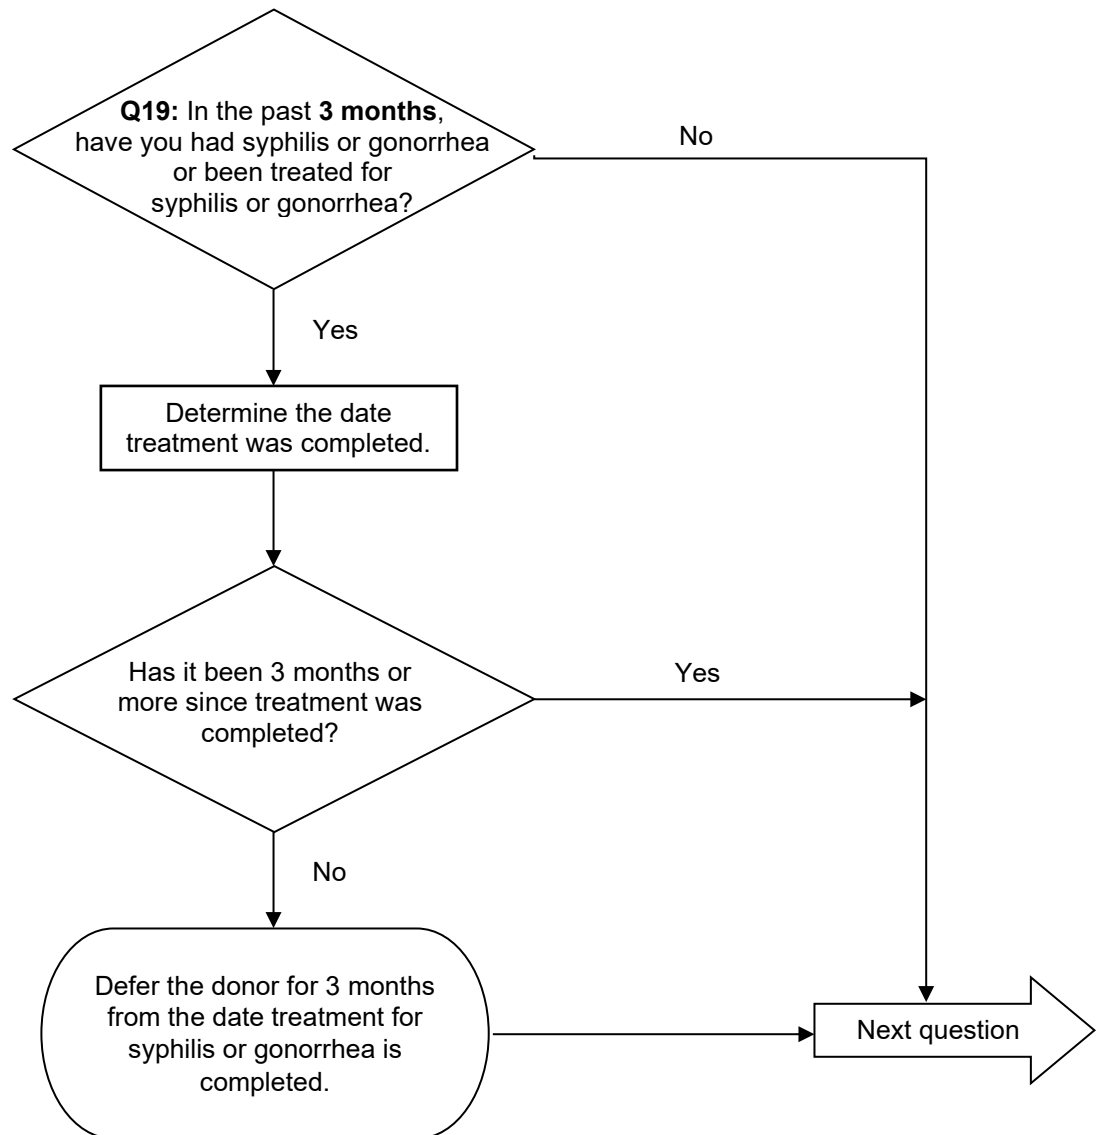 Q19: In the past 3 months,
have you had syphilis or gonorrhea
or been treated for
syphilis or gonorrhea?
No
Yes
Determine the date
treatment was completed.
Has it been 3 months or
more since treatment was
completed?
Yes
No
Defer the donor for 3 months
from the date treatment for
syphilis or gonorrhea is
completed.
Next question